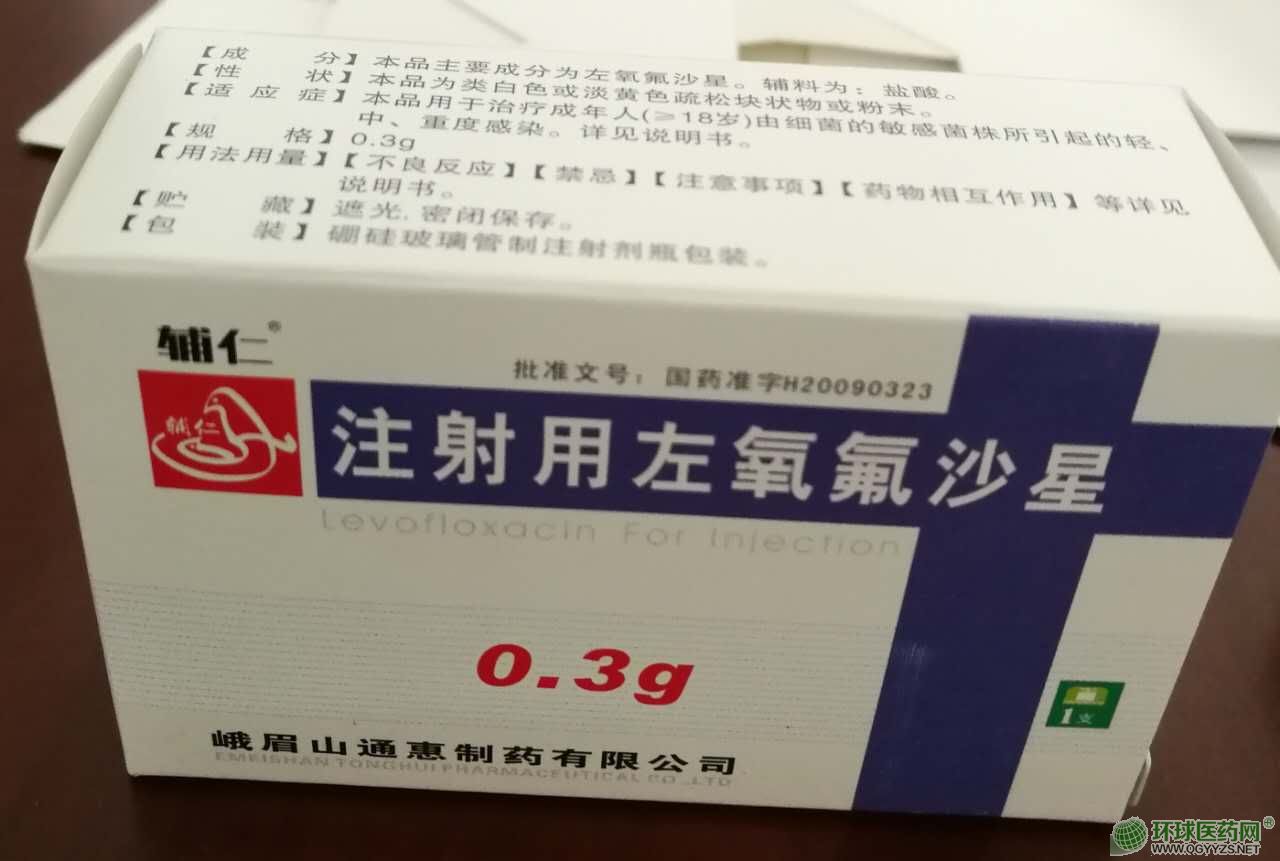 【成 分】本品主要成分为左氧氟沙星。辅料为：盐酸。
【性 状】本品为类白色或淡黄色疏松块状物或粉末。
【适应症】本品用于治疗成年人(≥18岁)由细菌的敏感菌株所引起的轻、
中、重度感染。详见说明书。
【规 格】0.3g
【用法用量】【不良反应】【禁忌】【注意事项】【药物相互作用】等详见
说明书。
【贮 藏】遮光,密闭保存。
【包 装】硼硅玻璃管制注射剂瓶包装。
辅仁®
批准文号：国药准字H20090323
辅仁
注射用左氧氟沙星
Levofloxacin For Injection
0.3g
1支
峨眉山通惠制药有限公司
EMEISHAN TONGHUI PHARMACEUTICAL CO.,LTD
环球医药网®
WWW.QGYYZS.NET